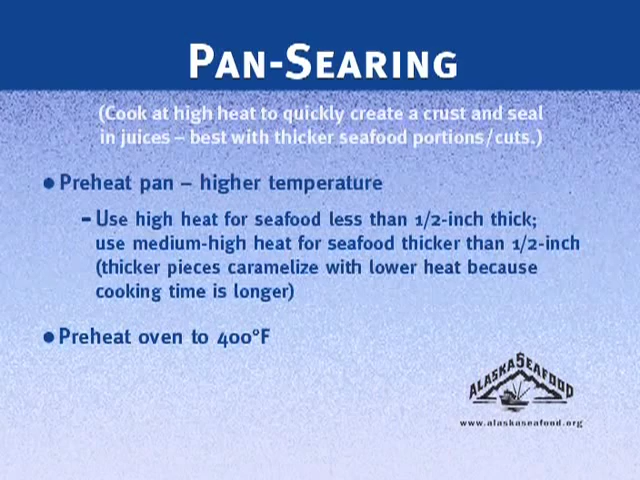 PAN-SEARING
(Cook at high heat to quickly create a crust and seal
in juices – best with thicker seafood portions/cuts.)
• Preheat pan – higher temperature
– Use high heat for seafood less than 1/2-inch thick;
use medium-high heat for seafood thicker than 1/2-inch
(thicker pieces caramelize with lower heat because
cooking time is longer)
• Preheat oven to 400°F
ALASKA SEAFOOD
www.alaskaseafood.org